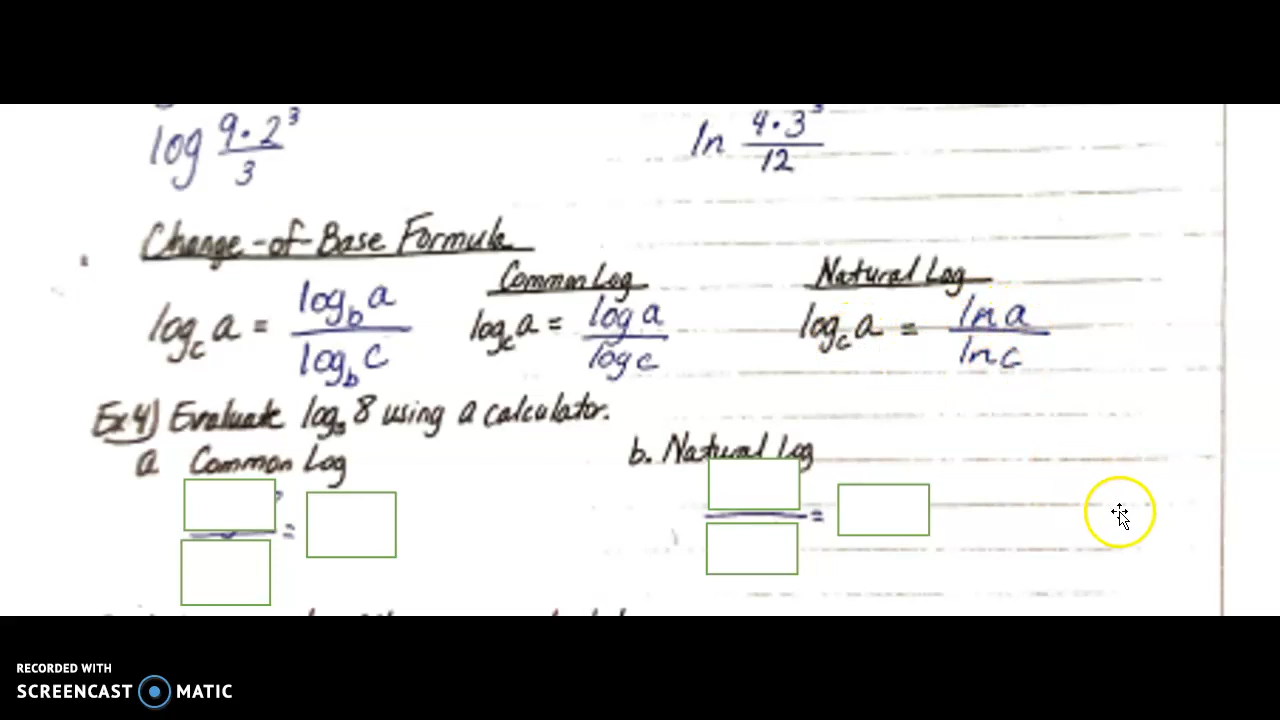 log 9·2³/3
ln 4·3³/12
Change-of-Base Formula
Common Log
Natural Log
log_c a = log_b a / log_b c
log_c a = log a / log c
log_c a = ln a / ln c
Ex 4) Evaluate log₃ 8 using a calculator.
a Common Log
b. Natural Log
=
=
RECORDED WITH
SCREENCAST MATIC